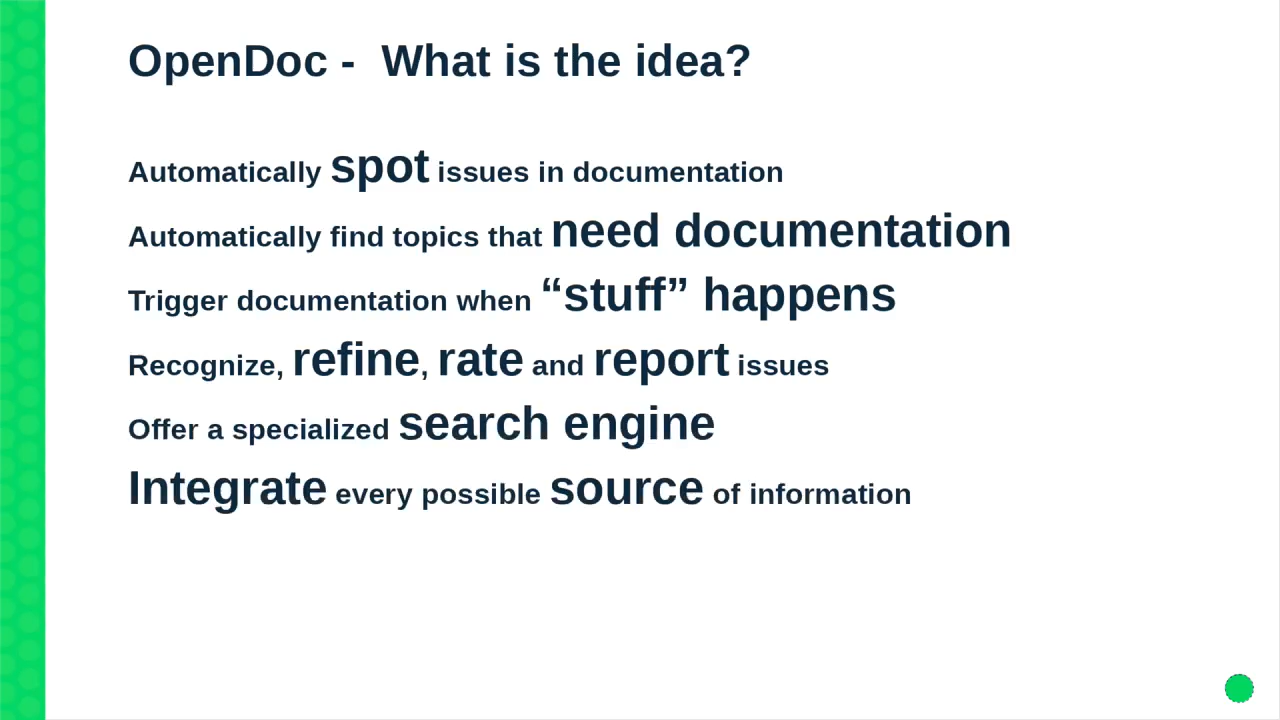 OpenDoc -  What is the idea?
Automatically spot issues in documentation
Automatically find topics that need documentation
Trigger documentation when “stuff” happens
Recognize, refine, rate and report issues
Offer a specialized search engine
Integrate every possible source of information